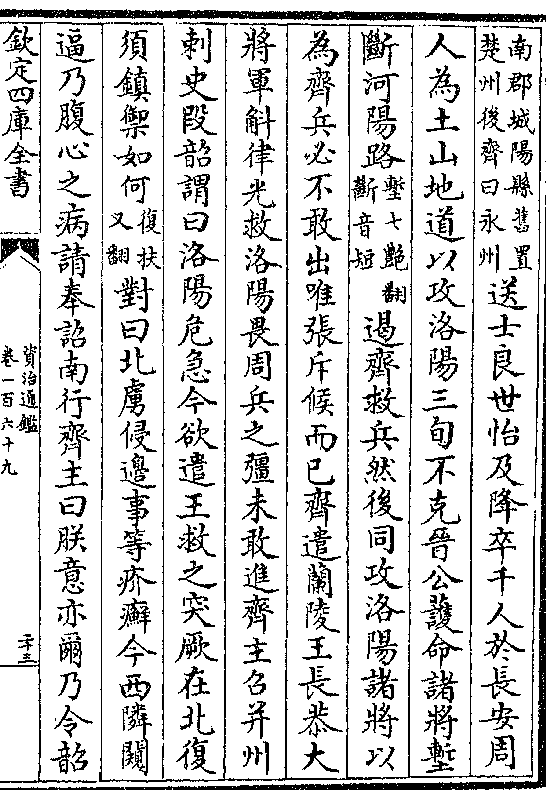 南郡城陽縣舊置楚州後齊曰永州送士良世怡及降卒千人於長安周
人為土山地道以攻洛陽三旬不克晉公護命諸將塹
斷河陽路塹七艷翻斷音短遏齊救兵然後同攻洛陽諸將以
為齊兵必不敢出唯張斥候而已齊遣蘭陵王長恭大
將軍斛律光救洛陽畏周兵之彊未敢進齊主召并州
刺史段韶謂曰洛陽危急今欲遣王救之突厥在北復
須鎮禦如何復扶又翻對曰北虜侵邊事等疥癬今西隣闚
逼乃腹心之病請奉詔南行齊主曰朕意亦爾乃令韶
欽定四庫全書
資治通鑑
卷一百六十九
二十三